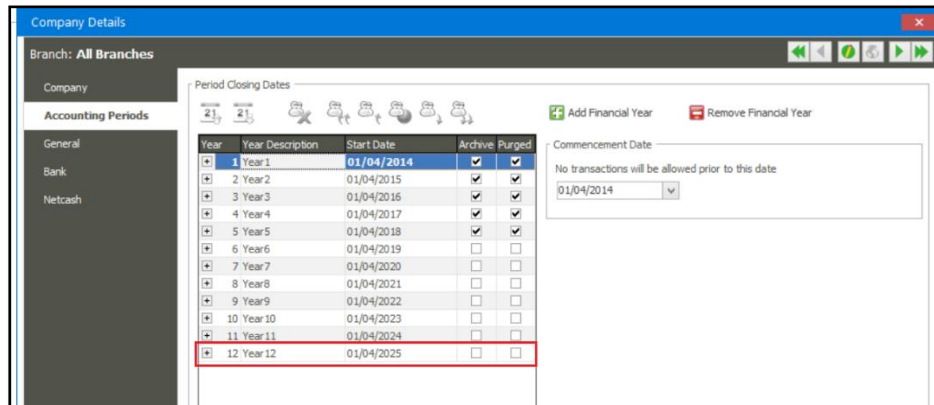 Company Details
Branch: All Branches
Company
Accounting Periods
General
Bank
Netcash
Period Closing Dates
21 21
Add Financial Year
Remove Financial Year
Year Year Description Start Date Archive Purged
1 Year1 01/04/2014
2 Year2 01/04/2015
3 Year3 01/04/2016
4 Year4 01/04/2017
5 Year5 01/04/2018
6 Year6 01/04/2019
7 Year7 01/04/2020
8 Year8 01/04/2021
9 Year9 01/04/2022
10 Year10 01/04/2023
11 Year11 01/04/2024
12 Year12 01/04/2025
Commencement Date
No transactions will be allowed prior to this date
01/04/2014